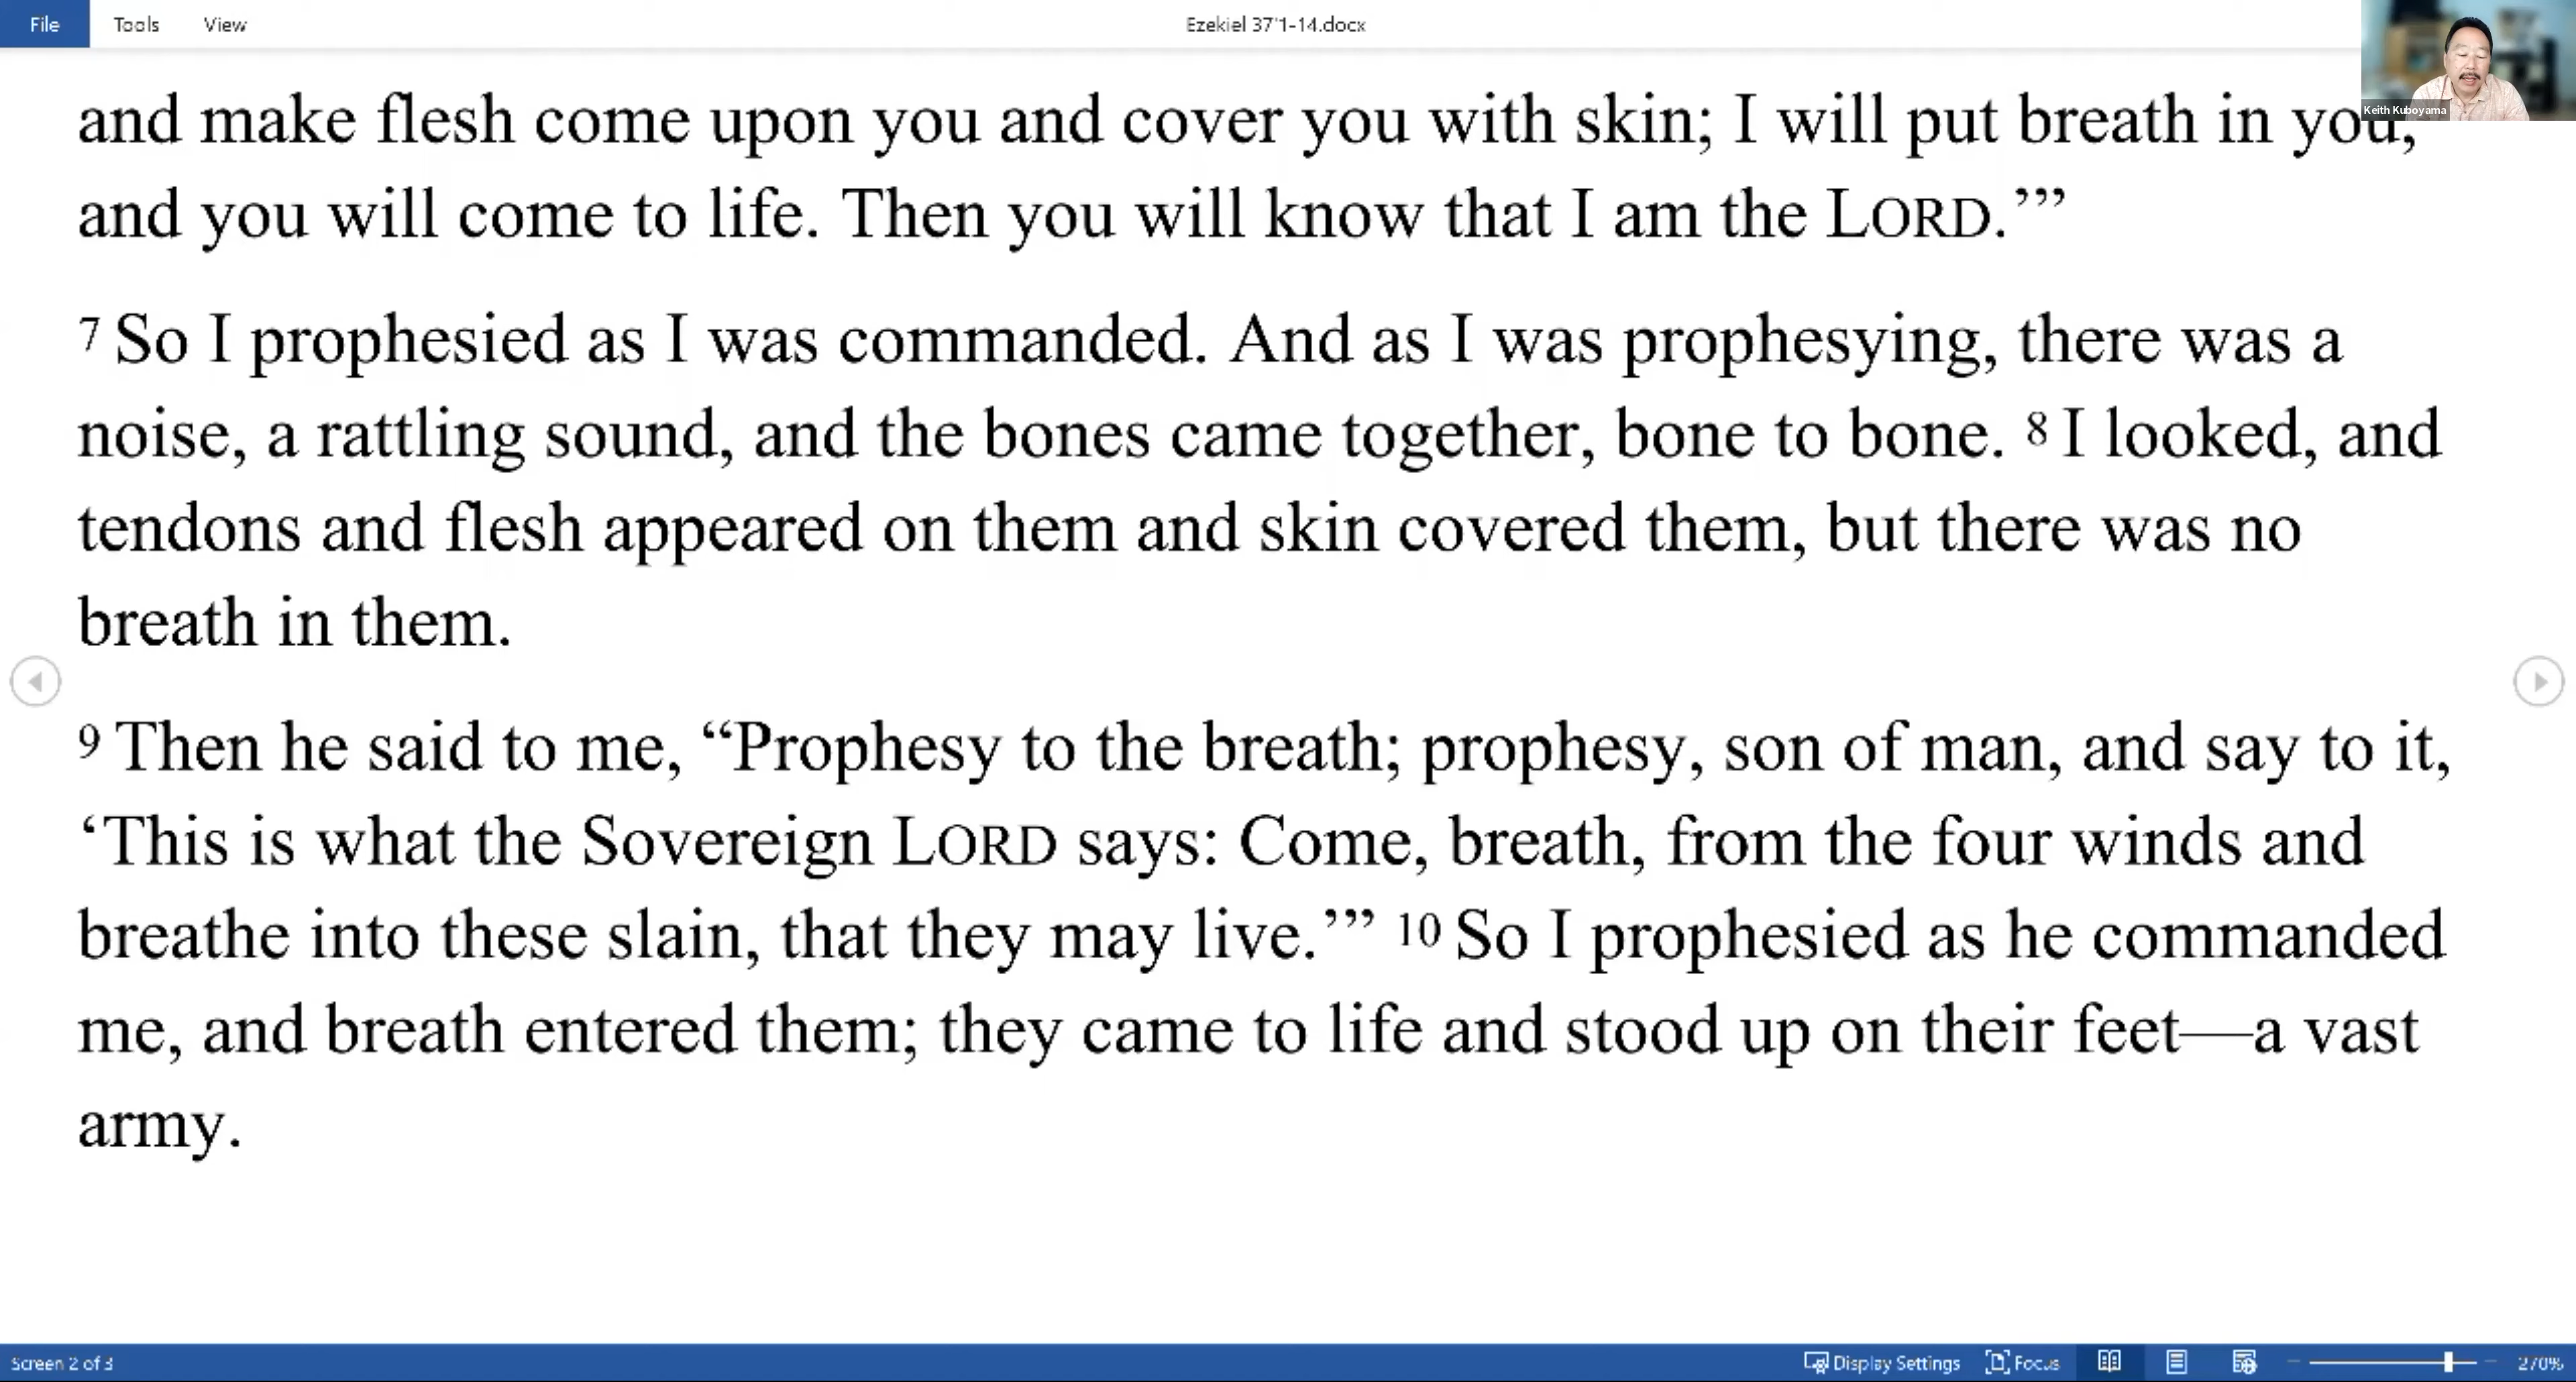 File Tools View Ezekiel 37'1-14.docx
Keith Kuboyama
and make flesh come upon you and cover you with skin; I will put breath in you,
and you will come to life. Then you will know that I am the LORD.’”
7 So I prophesied as I was commanded. And as I was prophesying, there was a
noise, a rattling sound, and the bones came together, bone to bone. 8 I looked, and
tendons and flesh appeared on them and skin covered them, but there was no
breath in them.
9 Then he said to me, “Prophesy to the breath; prophesy, son of man, and say to it,
‘This is what the Sovereign LORD says: Come, breath, from the four winds and
breathe into these slain, that they may live.’” 10 So I prophesied as he commanded
me, and breath entered them; they came to life and stood up on their feet—a vast
army.
Screen 2 of 3 Display Settings Focus 270%